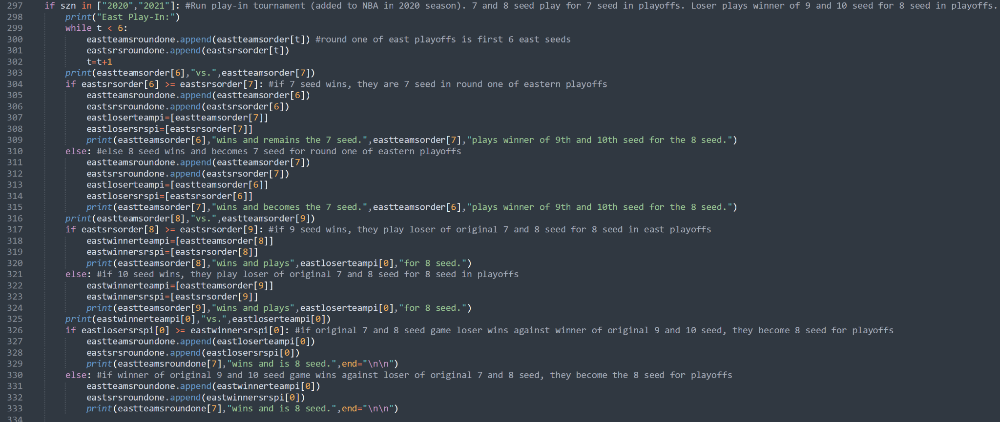 297 if szn in ["2020","2021"]: #Run play-in tournament (added to NBA in 2020 season). 7 and 8 seed play for 7 seed in playoffs. Loser plays winner of 9 and 10 seed for 8 seed in playoffs.
298 print("East Play-In:")
299 while t < 6:
300 eastteamsroundone.append(eastteamsorder[t]) #round one of east playoffs is first 6 east seeds
301 eastsrsroundone.append(eastsrsorder[t])
302 t=t+1
303 print(eastteamsorder[6],"vs.",eastteamsorder[7])
304 if eastsrsorder[6] >= eastsrsorder[7]: #if 7 seed wins, they are 7 seed in round one of eastern playoffs
305 eastteamsroundone.append(eastteamsorder[6])
306 eastsrsroundone.append(eastsrsorder[6])
307 eastloserteampi=[eastteamsorder[7]]
308 eastlosersrspi=[eastsrsorder[7]]
309 print(eastteamsorder[6],"wins and remains the 7 seed.",eastteamsorder[7],"plays winner of 9th and 10th seed for the 8 seed.")
310 else: #else 8 seed wins and becomes 7 seed for round one of eastern playoffs
311 eastteamsroundone.append(eastteamsorder[7])
312 eastsrsroundone.append(eastsrsorder[7])
313 eastloserteampi=[eastteamsorder[6]]
314 eastlosersrspi=[eastsrsorder[6]]
315 print(eastteamsorder[7],"wins and becomes the 7 seed.",eastteamsorder[6],"plays winner of 9th and 10th seed for the 8 seed.")
316 print(eastteamsorder[8],"vs.",eastteamsorder[9])
317 if eastsrsorder[8] >= eastsrsorder[9]: #if 9 seed wins, they play loser of original 7 and 8 seed for 8 seed in east playoffs
318 eastwinnerteampi=[eastteamsorder[8]]
319 eastwinnersrspi=[eastsrsorder[8]]
320 print(eastteamsorder[8],"wins and plays",eastloserteampi[0],"for 8 seed.")
321 else: #if 10 seed wins, they play loser of original 7 and 8 seed for 8 seed in playoffs
322 eastwinnerteampi=[eastteamsorder[9]]
323 eastwinnersrspi=[eastsrsorder[9]]
324 print(eastteamsorder[9],"wins and plays",eastloserteampi[0],"for 8 seed.")
325 print(eastwinnerteampi[0],"vs.",eastloserteampi[0])
326 if eastlosersrspi[0] >= eastwinnersrspi[0]: #if original 7 and 8 seed game loser wins against winner of original 9 and 10 seed, they become 8 seed for playoffs
327 eastteamsroundone.append(eastloserteampi[0])
328 eastsrsroundone.append(eastlosersrspi[0])
329 print(eastteamsroundone[7],"wins and is 8 seed.",end="\n\n")
330 else: #if winner of original 9 and 10 seed game wins against loser of original 7 and 8 seed, they become the 8 seed for playoffs
331 eastteamsroundone.append(eastwinnerteampi[0])
332 eastsrsroundone.append(eastwinnersrspi[0])
333 print(eastteamsroundone[7],"wins and is 8 seed.",end="\n\n")
334